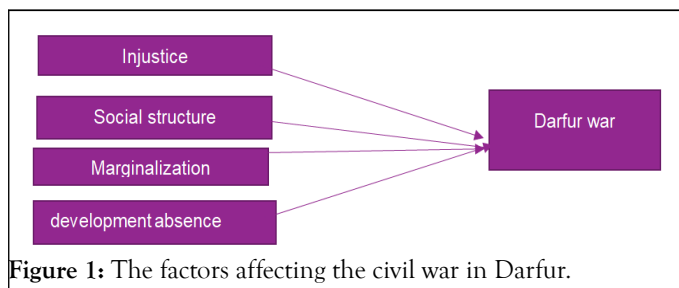 Injustice
Social structure
Darfur war
Marginalization
development absence
Figure 1: The factors affecting the civil war in Darfur.